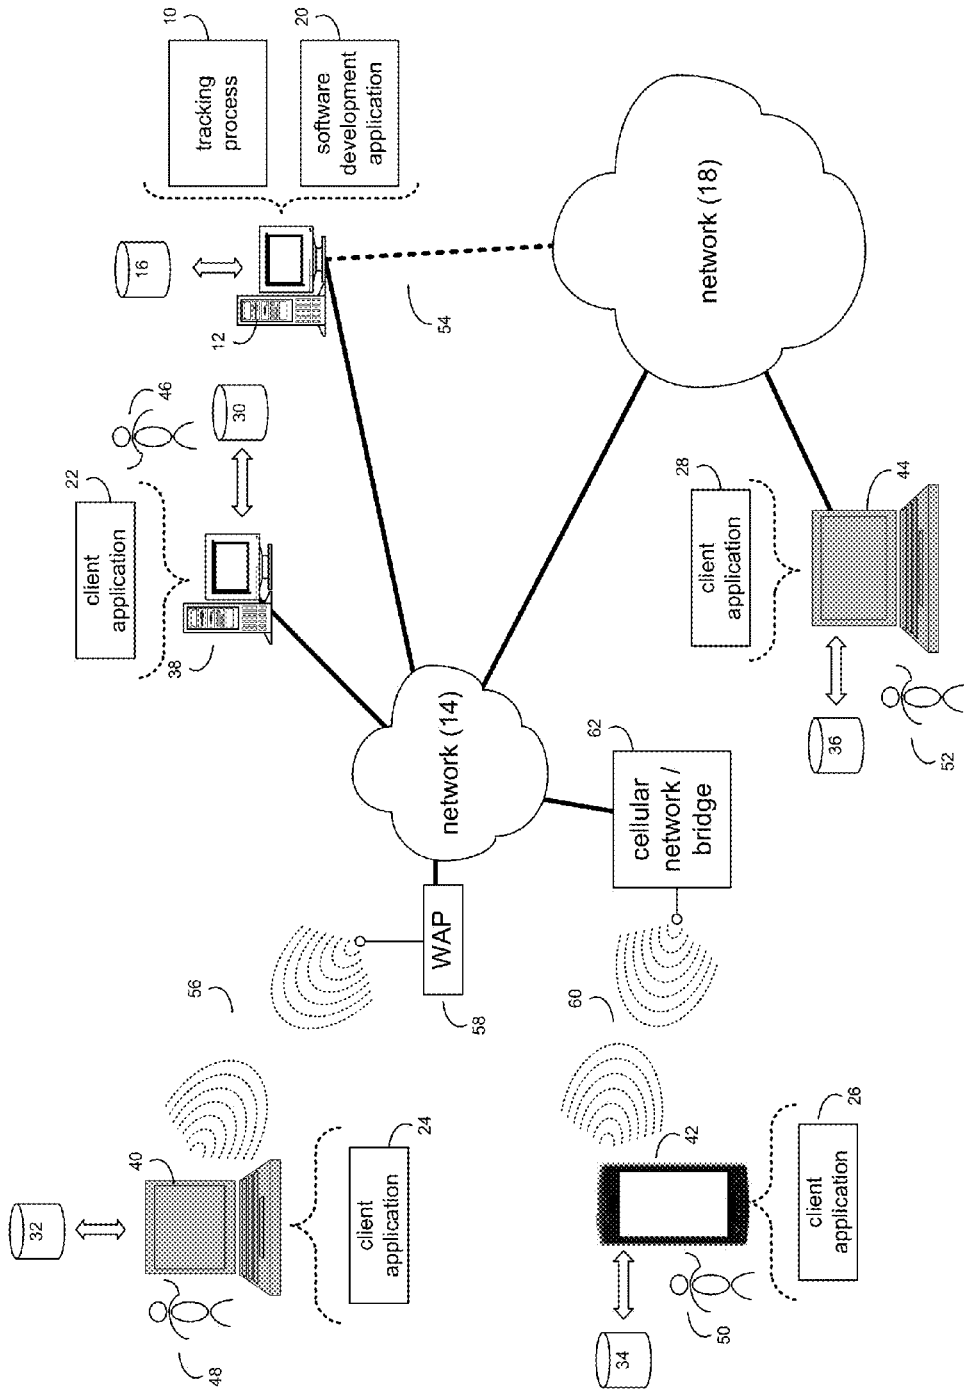 10
tracking
process
20
software
development
application
16
12
54
network (18)
46
30
22
client
application
38
28
client
application
44
36
52
network (14)
62
cellular
network /
bridge
WAP
58
56
60
32
40
48
24
client
application
42
26
client
application
34
50